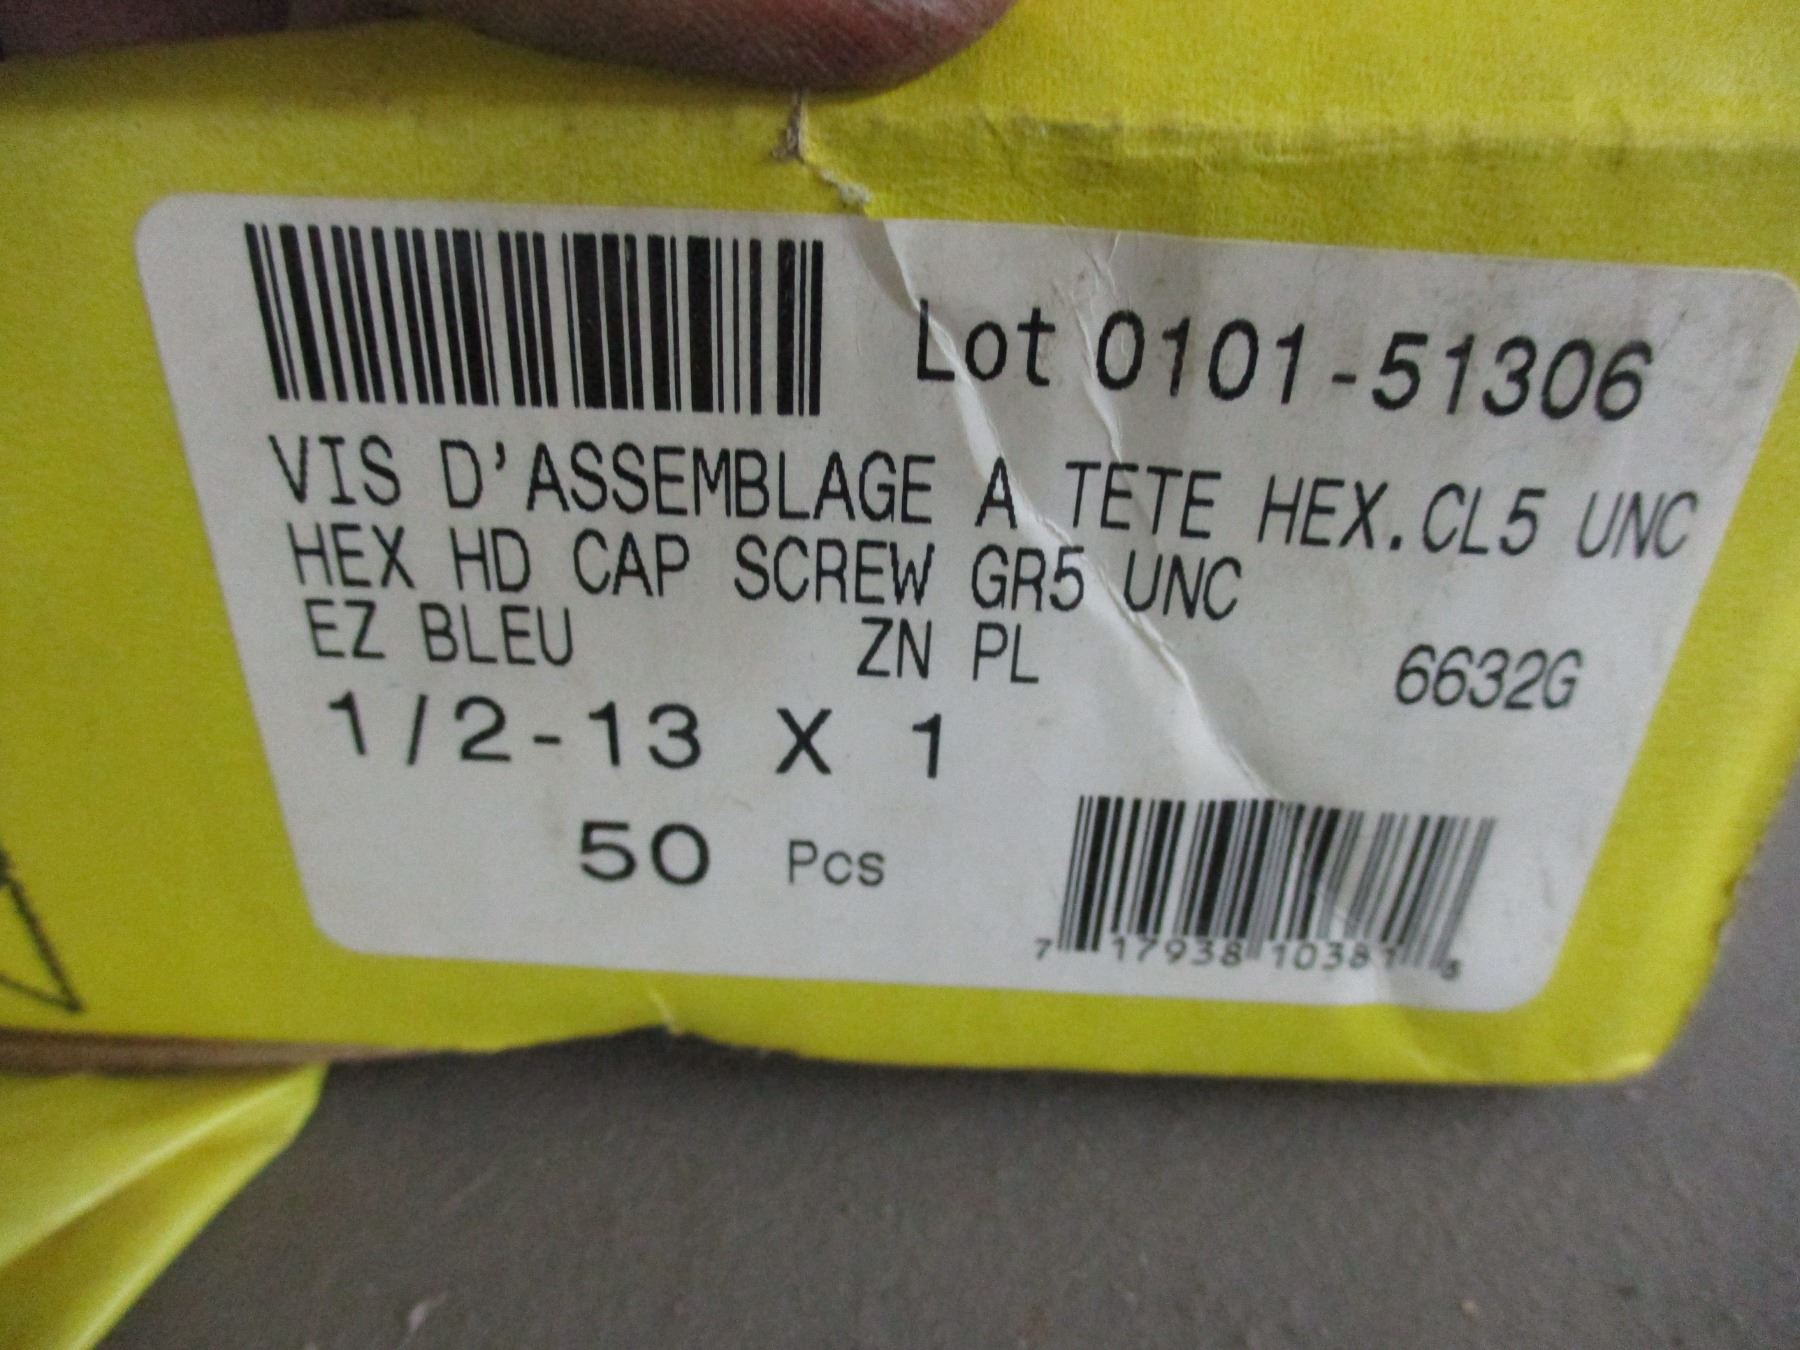 Lot 0101-51306
VIS D'ASSEMBLAGE A TETE HEX.CL5 UNC
HEX HD CAP SCREW GR5 UNC
EZ BLEU ZN PL 6632G
1/2-13 X 1
50 Pcs
7 17938 10381 5